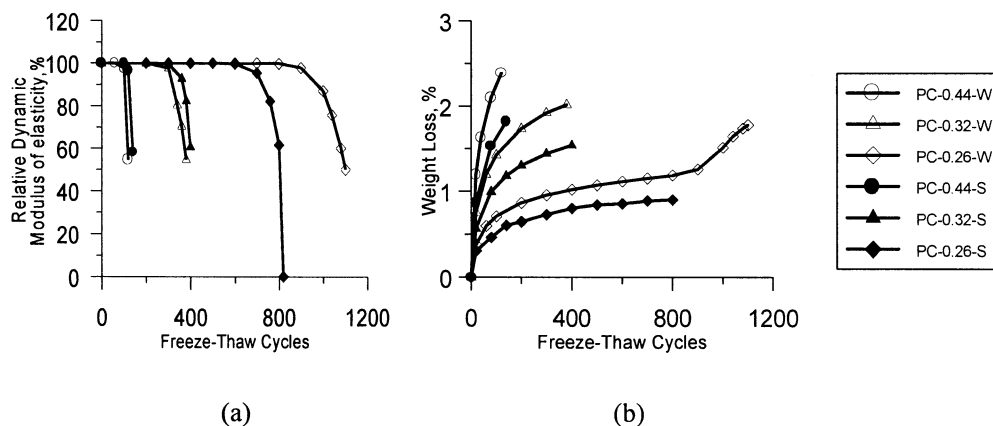 120
100
80
60
40
20
0
Relative Dynamic
Modulus of elasticity,%
0
400
800
1200
Freeze-Thaw Cycles
(a)
3
2
1
0
Weight Loss, %
0
400
800
1200
Freeze-Thaw Cycles
(b)
PC-0.44-W
PC-0.32-W
PC-0.26-W
PC-0.44-S
PC-0.32-S
PC-0.26-S